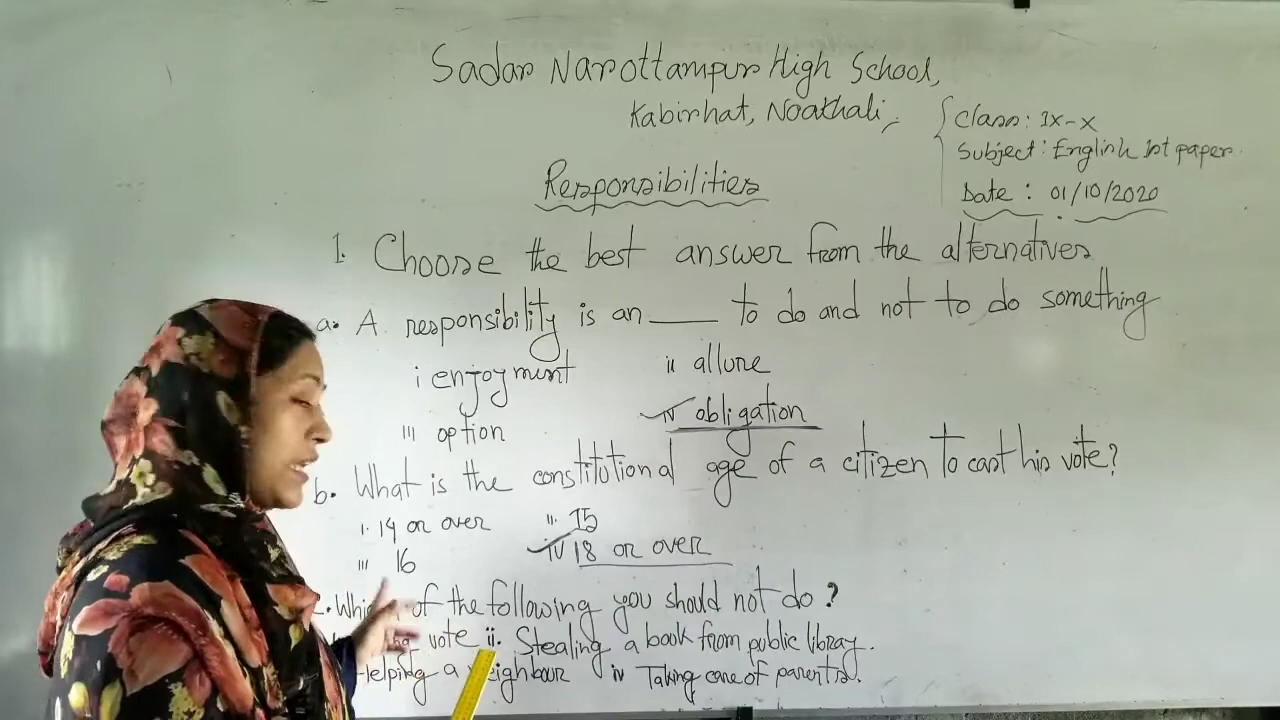 Sadar Narottampur High School,
Kabirhat, Noakhali,
Class: IX-X
Subject: English 1st paper.
Date: 01/10/2020
Responsibilities
1. Choose the best answer from the alternatives
a. A responsibility is an ____ to do and not to do something
i enjoyment ii allure
iii option iv obligation
b. What is the constitutional age of a citizen to cast his vote?
i. 14 or over ii. 15
iii 16 iv 18 or over
of the following you should not do?
vote ii. Stealing a book from public library.
Helping a neighbour iv Taking care of parents.